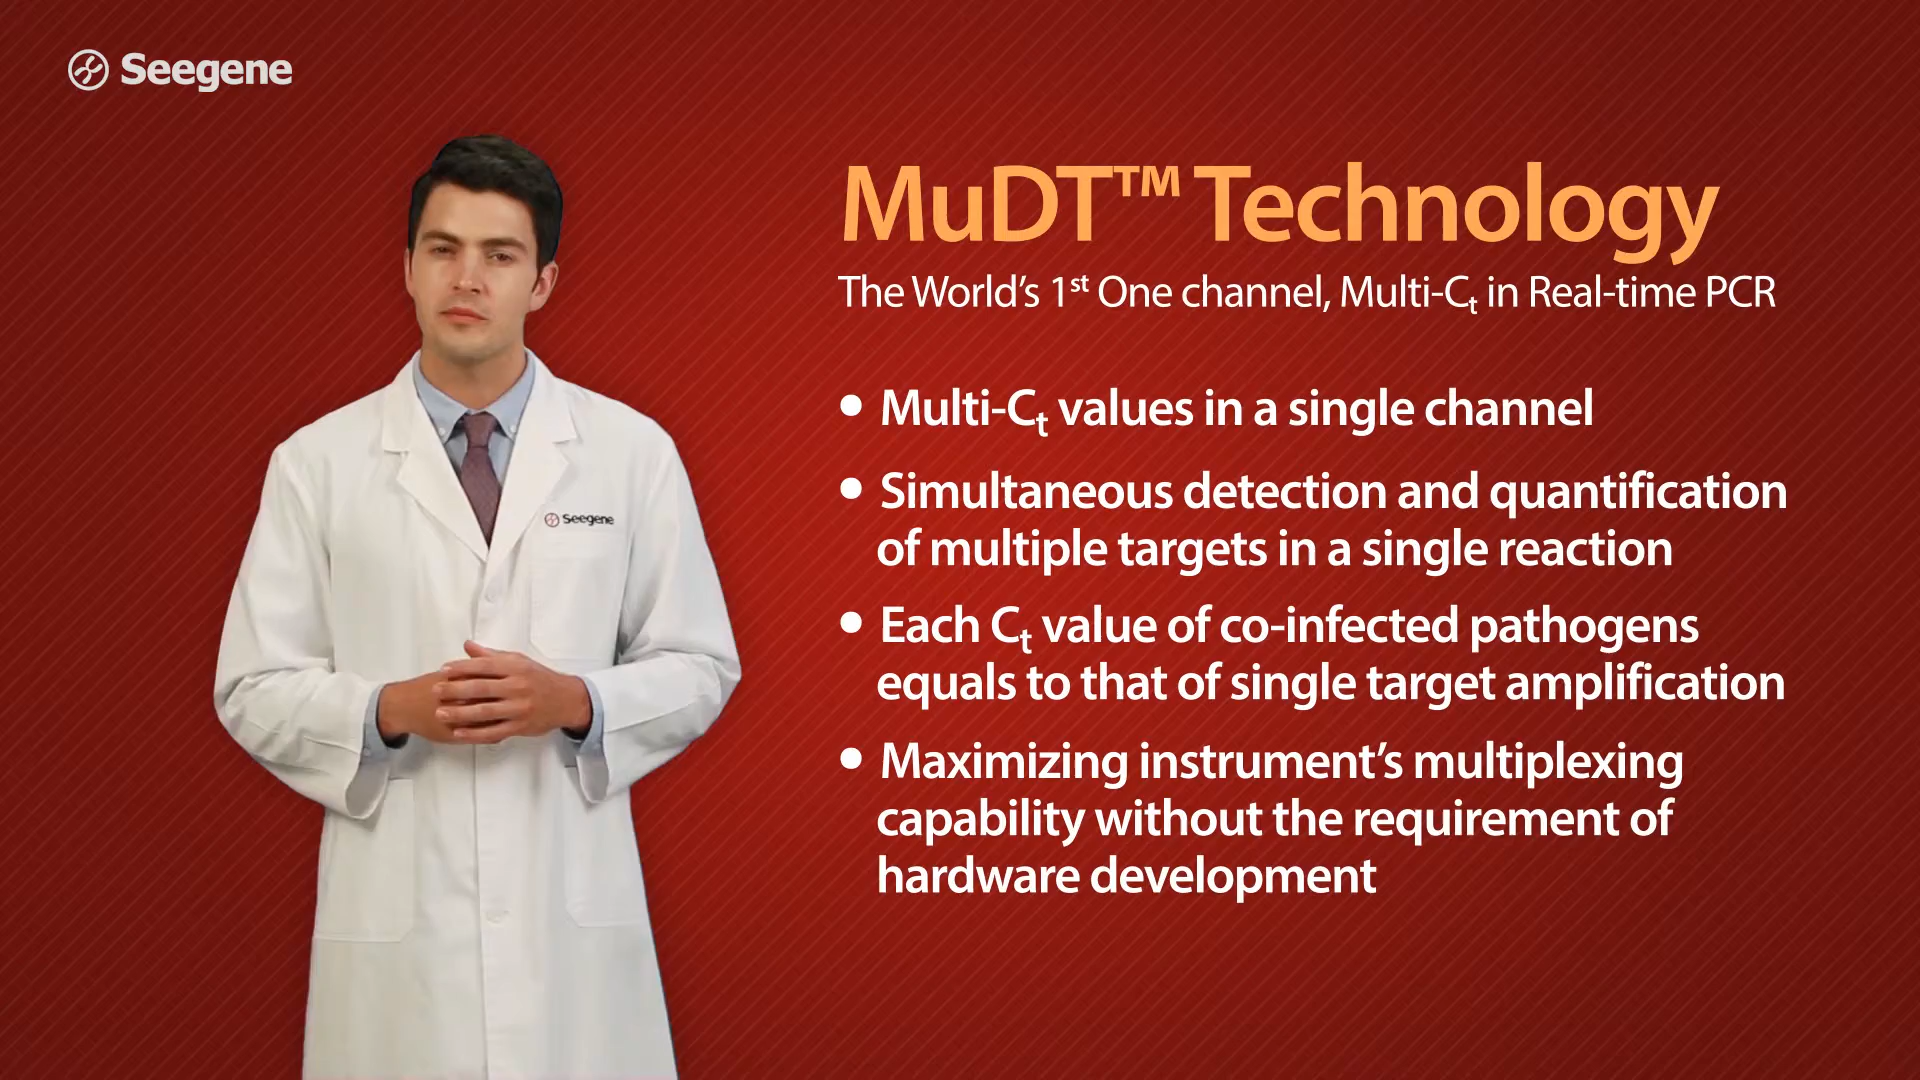 Seegene
MuDT™ Technology
The World's 1st One channel, Multi-Ct in Real-time PCR
• Multi-Ct values in a single channel
• Simultaneous detection and quantification
of multiple targets in a single reaction
• Each Ct value of co-infected pathogens
equals to that of single target amplification
• Maximizing instrument's multiplexing
capability without the requirement of
hardware development
Seegene